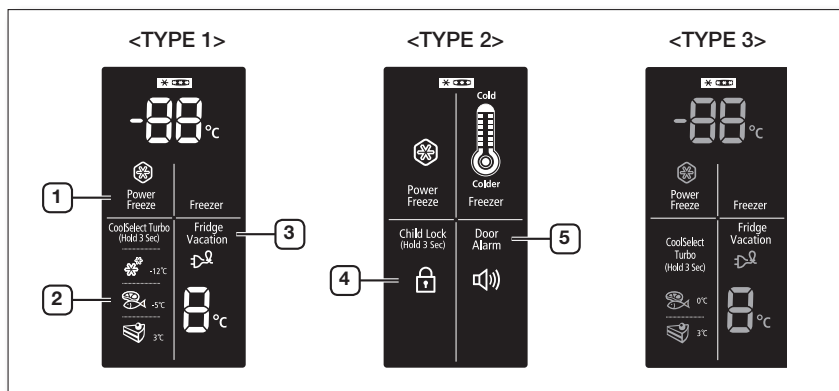 <TYPE 1>
-88°C
Power
Freeze
Freezer
CoolSelect Turbo
(Hold 3 Sec)
Fridge
Vacation
-12°C
-5°C
3°C
8°C
1
2
3
<TYPE 2>
Cold
Colder
Power
Freeze
Freezer
Child Lock
(Hold 3 Sec)
Door
Alarm
4
5
<TYPE 3>
-88°C
Power
Freeze
Freezer
CoolSelect
Turbo
(Hold 3 Sec)
Fridge
Vacation
0°C
3°C
8°C